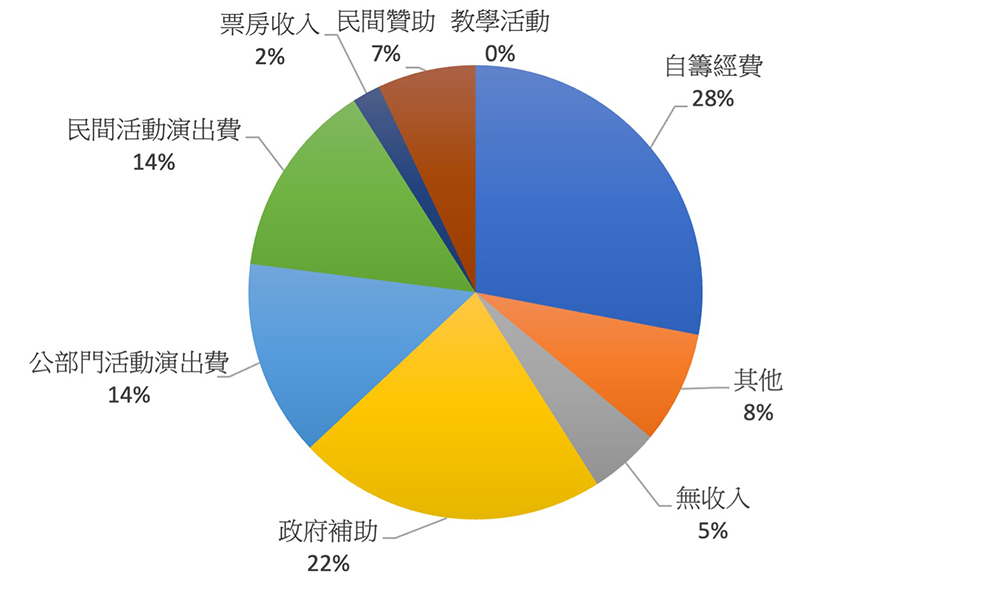 票房收入
2%
民間贊助
7%
教學活動
0%
自籌經費
28%
民間活動演出費
14%
公部門活動演出費
14%
其他
8%
無收入
5%
政府補助
22%